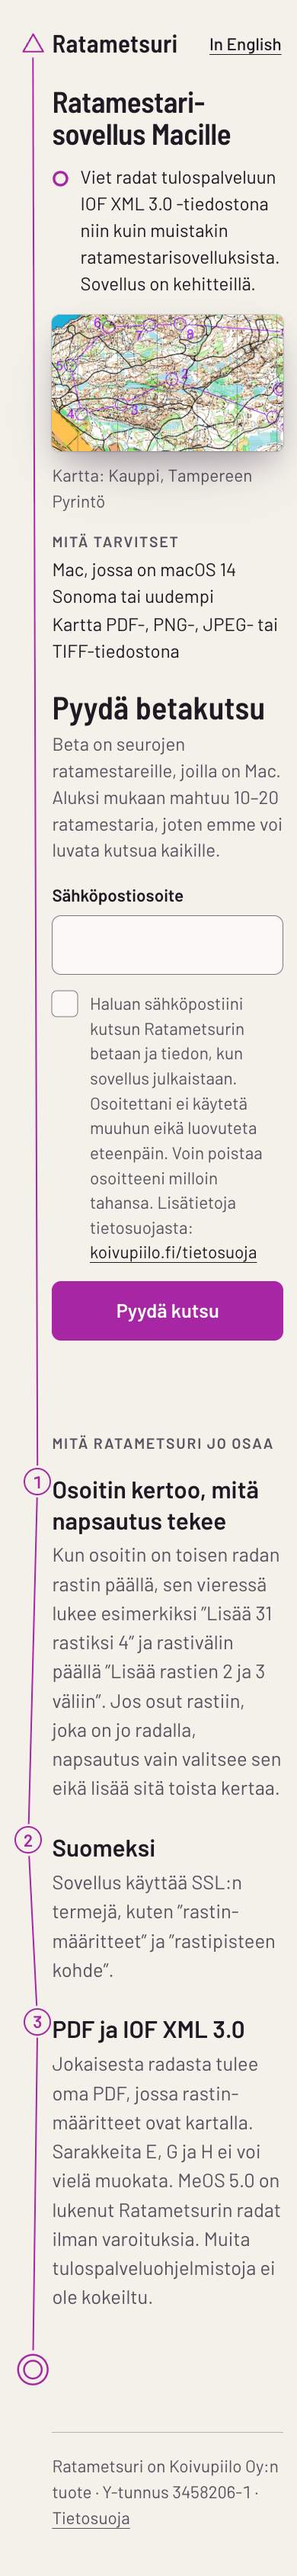 Ratametsuri In English
Ratamestari-
sovellus Macille
Viet radat tulospalveluun
IOF XML 3.0 -tiedostona
niin kuin muistakin
ratamestarisovelluksista.
Sovellus on kehitteillä.
6 7 8
5 2
4 3
Kartta: Kauppi, Tampereen
Pyrintö
MITÄ TARVITSET
Mac, jossa on macOS 14
Sonoma tai uudempi
Kartta PDF-, PNG-, JPEG- tai
TIFF-tiedostona
Pyydä betakutsu
Beta on seurojen
ratamestareille, joilla on Mac.
Aluksi mukaan mahtuu 10–20
ratamestaria, joten emme voi
luvata kutsua kaikille.
Sähköpostiosoite
Haluan sähköpostiini
kutsun Ratametsurin
betaan ja tiedon, kun
sovellus julkaistaan.
Osoitettani ei käytetä
muuhun eikä luovuteta
eteenpäin. Voin poistaa
osoitteeni milloin
tahansa. Lisätietoja
tietosuojasta:
koivupiilo.fi/tietosuoja
Pyydä kutsu
MITÄ RATAMETSURI JO OSAA
1 Osoitin kertoo, mitä
napsautus tekee
Kun osoitin on toisen radan
rastin päällä, sen vieressä
lukee esimerkiksi ”Lisää 31
rastiksi 4” ja rastivälin
päällä ”Lisää rastien 2 ja 3
väliin”. Jos osut rastiin,
joka on jo radalla,
napsautus vain valitsee sen
eikä lisää sitä toista kertaa.
2 Suomeksi
Sovellus käyttää SSL:n
termejä, kuten ”rastin-
määritteet” ja ”rastipisteen
kohde”.
3 PDF ja IOF XML 3.0
Jokaisesta radasta tulee
oma PDF, jossa rastin-
määritteet ovat kartalla.
Sarakkeita E, G ja H ei voi
vielä muokata. MeOS 5.0 on
lukenut Ratametsurin radat
ilman varoituksia. Muita
tulospalveluohjelmistoja ei
ole kokeiltu.
Ratametsuri on Koivupiilo Oy:n
tuote · Y-tunnus 3458206-1 ·
Tietosuoja